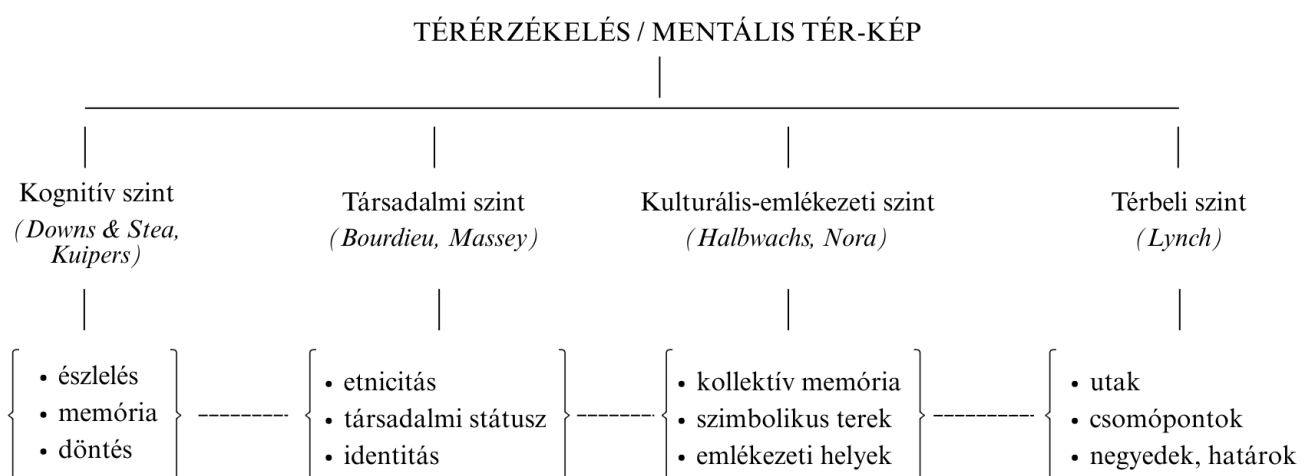 TÉRÉRZÉKELÉS / MENTÁLIS TÉR-KÉP
Kognitív szint
(Downs & Stea,
Kuipers)
Társadalmi szint
(Bourdieu, Massey)
Kulturális-emlékezeti szint
(Halbwachs, Nora)
Térbeli szint
(Lynch)
• észlelés
• memória
• döntés
• etnicitás
• társadalmi státusz
• identitás
• kollektív memória
• szimbolikus terek
• emlékezeti helyek
• utak
• csomópontok
• negyedek, határok